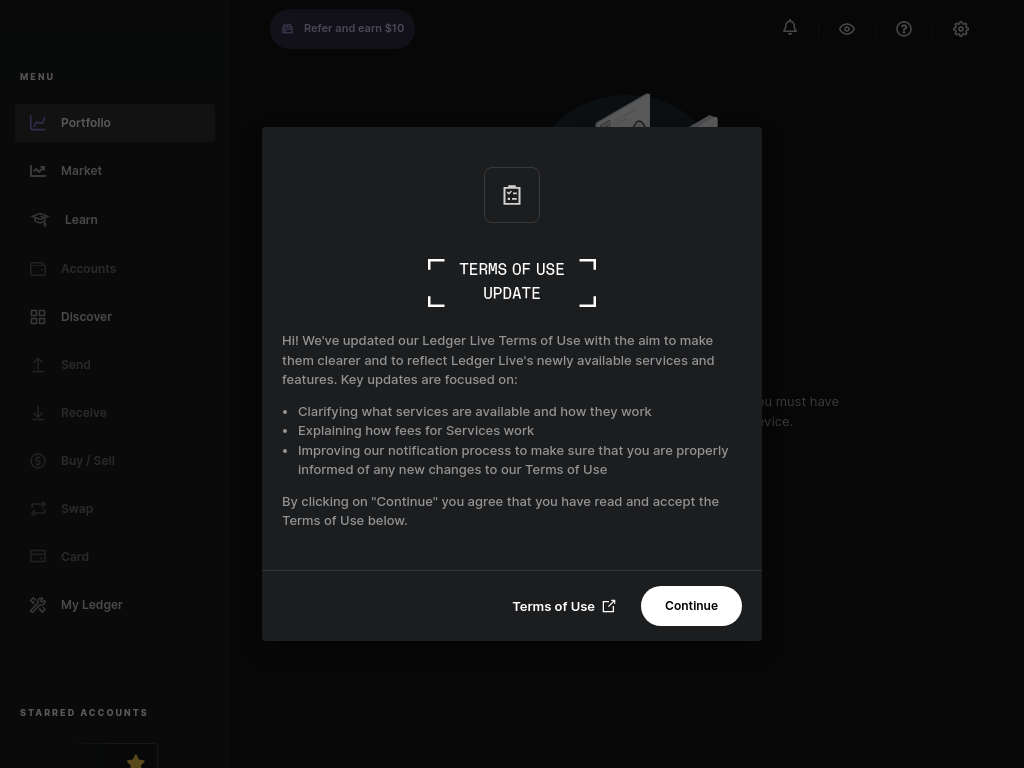 Refer and earn $10
MENU
Portfolio
Market
Learn
Accounts
Discover
Send
Receive
Buy / Sell
Swap
Card
My Ledger
STARRED ACCOUNTS
TERMS OF USE
UPDATE
Hi! We've updated our Ledger Live Terms of Use with the aim to make
them clearer and to reflect Ledger Live's newly available services and
features. Key updates are focused on:
• Clarifying what services are available and how they work
• Explaining how fees for Services work
• Improving our notification process to make sure that you are properly
informed of any new changes to our Terms of Use
By clicking on "Continue" you agree that you have read and accept the
Terms of Use below.
Terms of Use
Continue
must have